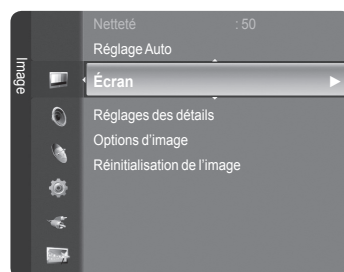 Image
Netteté : 50
Réglage Auto
Écran
Réglages des détails
Options d'image
Réinitialisation de l'image